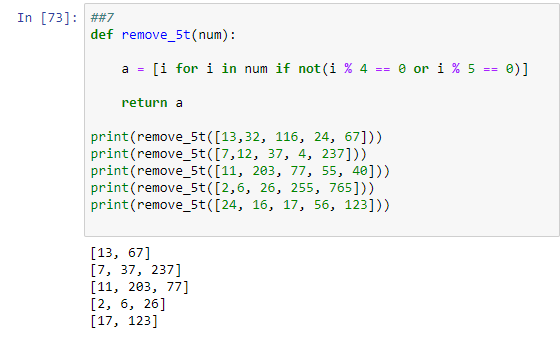 In [73]: ##7
def remove_5t(num):
a = [i for i in num if not(i % 4 == 0 or i % 5 == 0)]
return a
print(remove_5t([13,32, 116, 24, 67]))
print(remove_5t([7,12, 37, 4, 237]))
print(remove_5t([11, 203, 77, 55, 40]))
print(remove_5t([2,6, 26, 255, 765]))
print(remove_5t([24, 16, 17, 56, 123]))
[13, 67]
[7, 37, 237]
[11, 203, 77]
[2, 6, 26]
[17, 123]